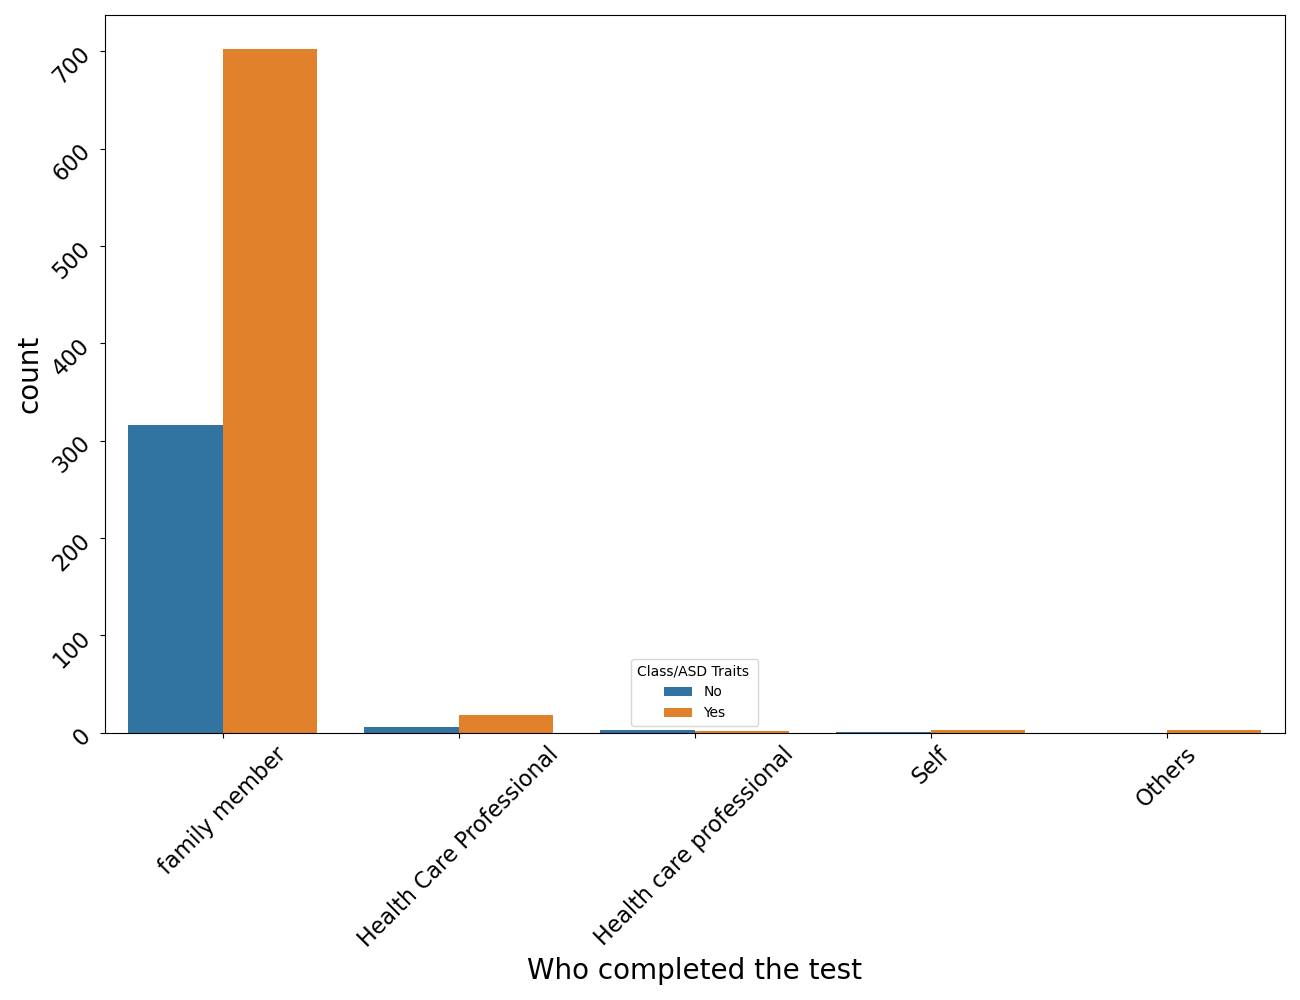 700
600
500
400
300
200
100
0
count
Class/ASD Traits
No
Yes
family member
Health Care Professional
Health care professional
Self
Others
Who completed the test